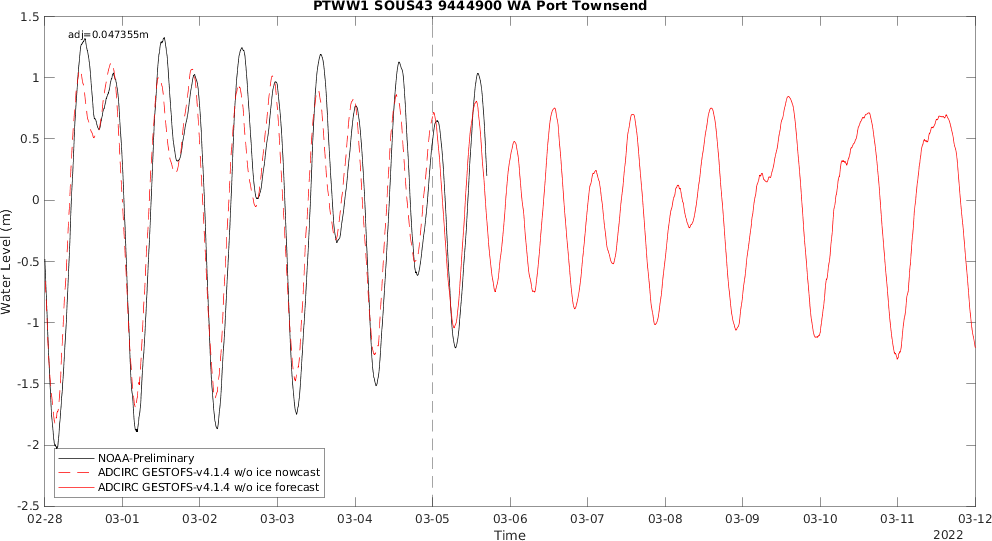 PTWW1 SOUS43 9444900 WA Port Townsend
adj=0.047355m
1.5
1
0.5
0
-0.5
-1
-1.5
-2
-2.5
Water Level (m)
NOAA-Preliminary
ADCIRC GESTOFS-v4.1.4 w/o ice nowcast
ADCIRC GESTOFS-v4.1.4 w/o ice forecast
02-28 03-01 03-02 03-03 03-04 03-05 03-06 03-07 03-08 03-09 03-10 03-11 03-12
Time
2022